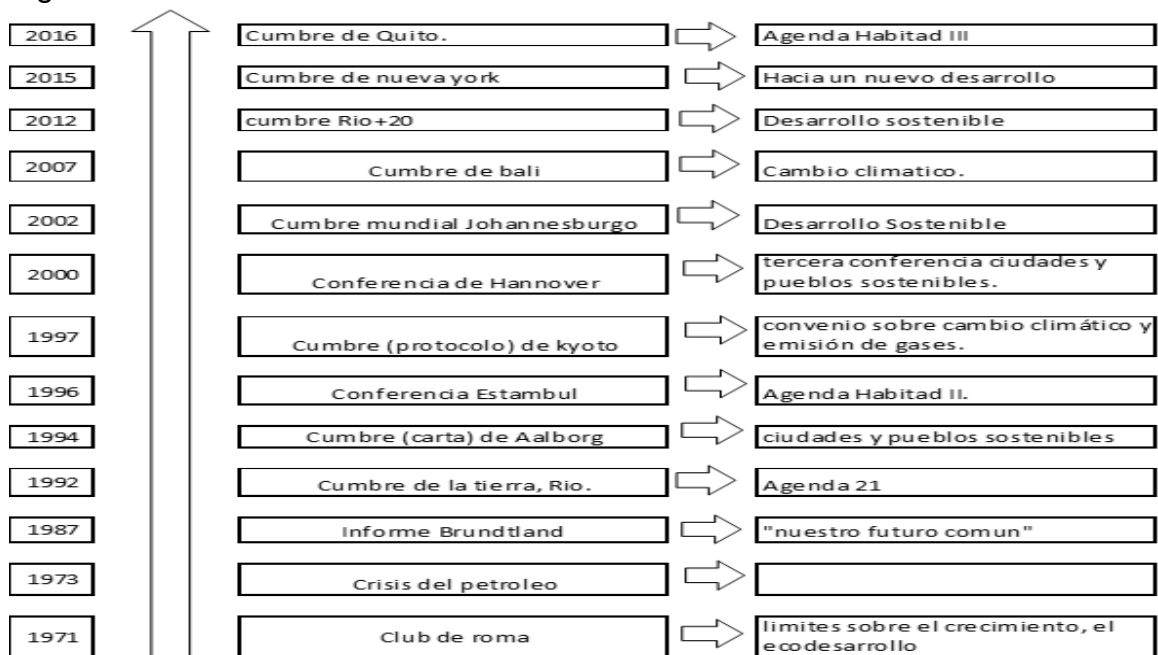 2016 Cumbre de Quito. Agenda Habitad III
2015 Cumbre de nueva york Hacia un nuevo desarrollo
2012 cumbre Rio+20 Desarrollo sostenible
2007 Cumbre de bali Cambio climatico.
2002 Cumbre mundial Johannesburgo Desarrollo Sostenible
2000 Conferencia de Hannover tercera conferencia ciudades y
pueblos sostenibles.
1997 Cumbre (protocolo) de kyoto convenio sobre cambio climático y
emisión de gases.
1996 Conferencia Estambul Agenda Habitad II.
1994 Cumbre (carta) de Aalborg ciudades y pueblos sostenibles
1992 Cumbre de la tierra, Rio. Agenda 21
1987 Informe Brundtland "nuestro futuro comun"
1973 Crisis del petroleo
1971 Club de roma limites sobre el crecimiento, el
ecodesarrollo